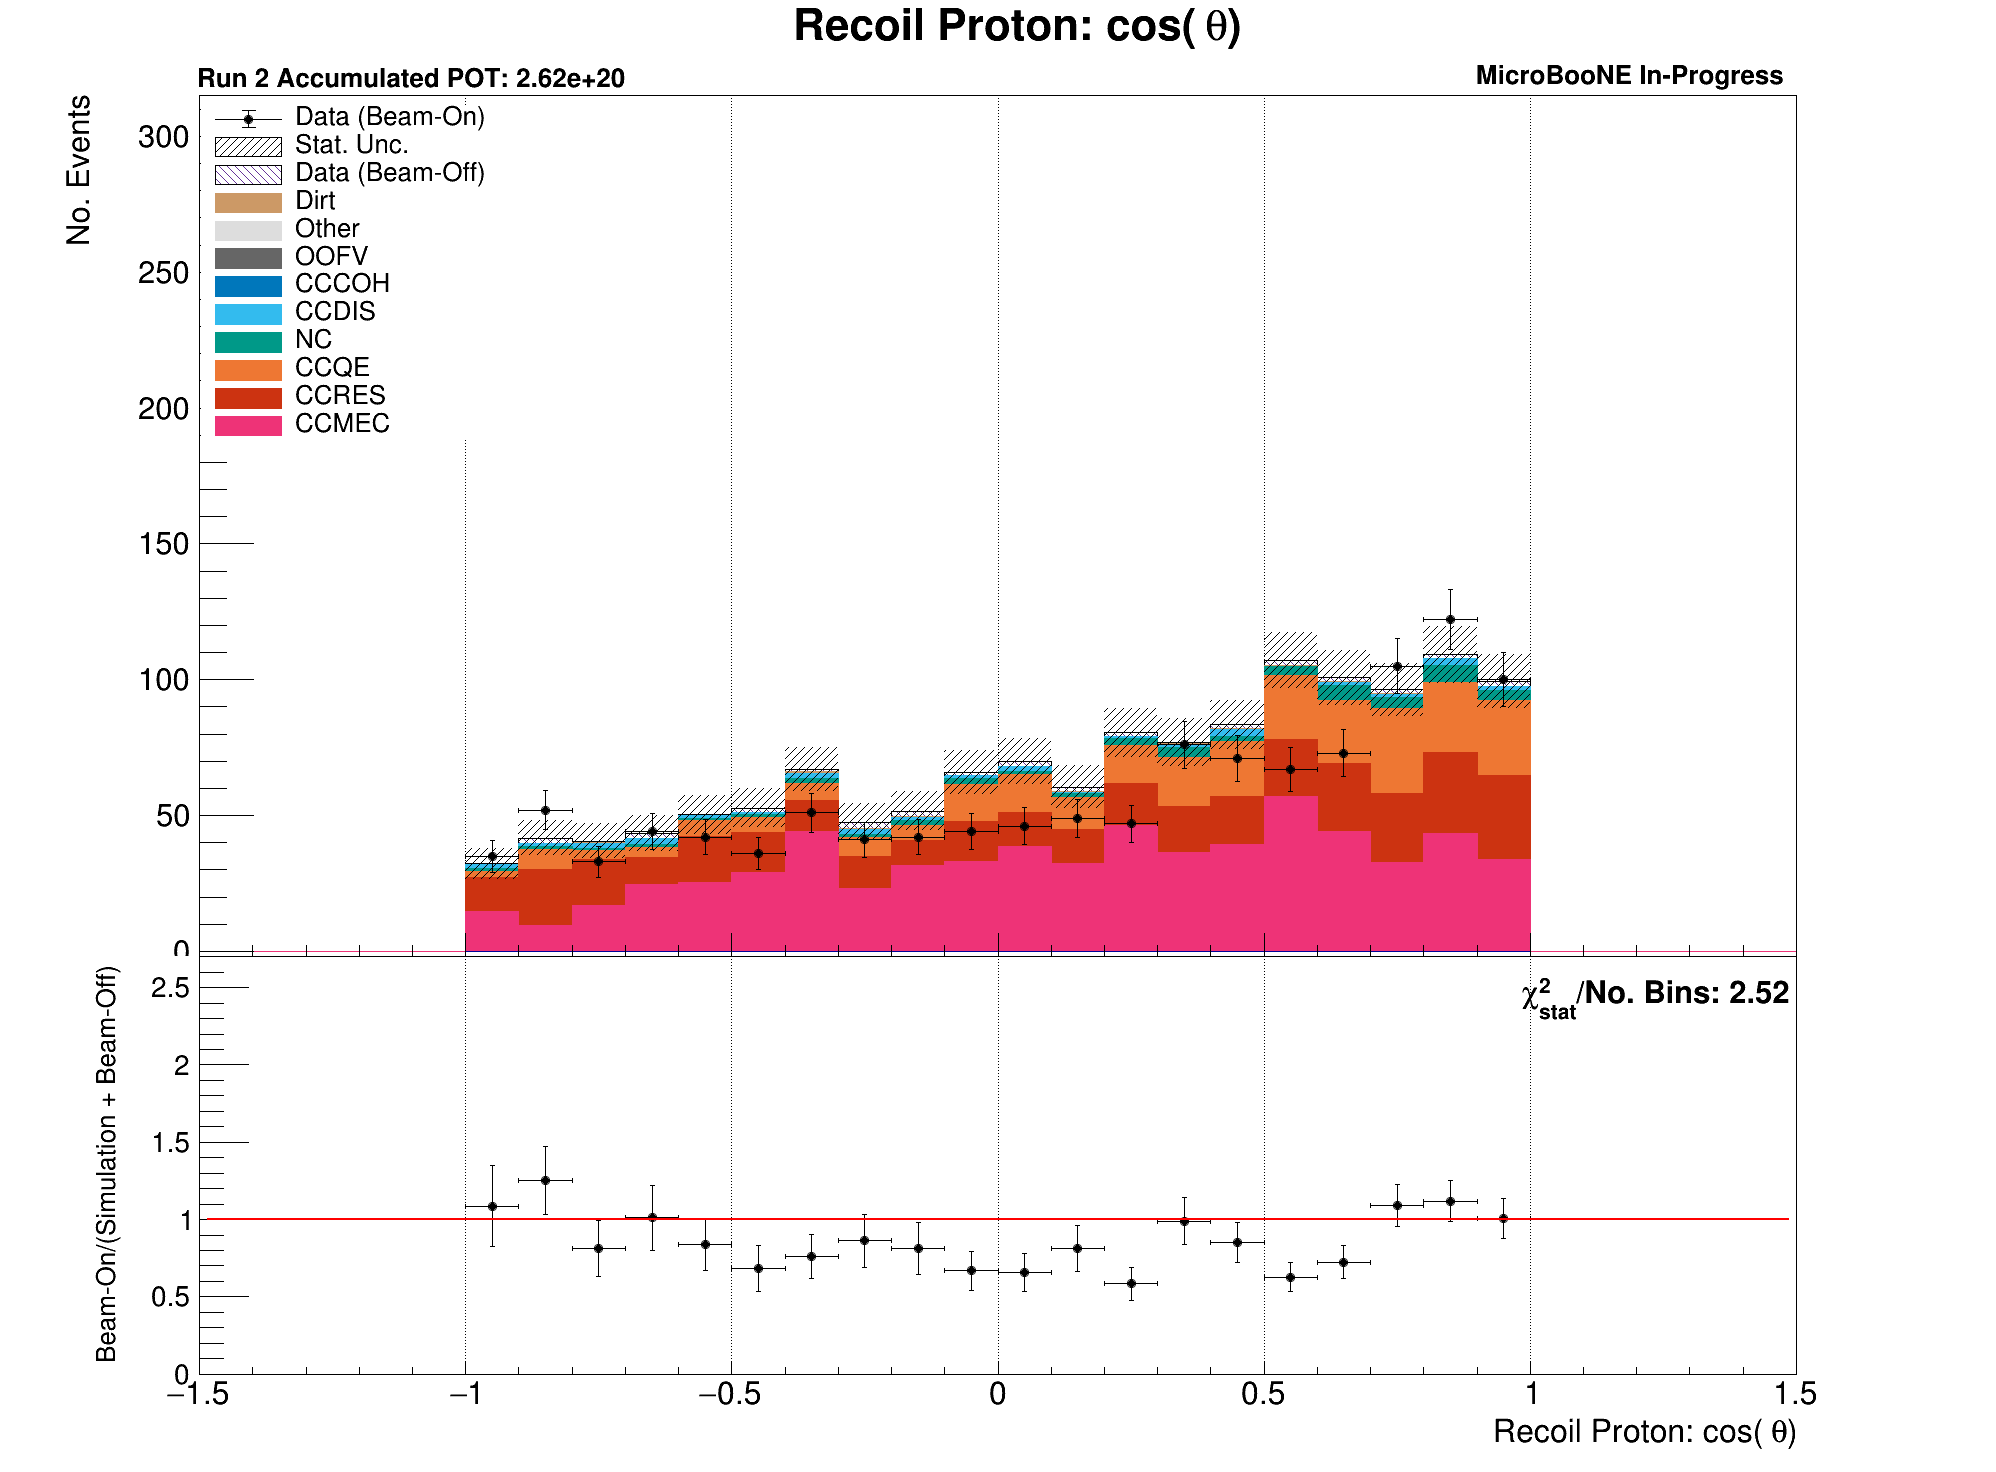 Recoil Proton: cos( θ)
Run 2 Accumulated POT: 2.62e+20
MicroBooNE In-Progress
No. Events
300
250
200
150
100
50
0
Data (Beam-On)
Stat. Unc.
Data (Beam-Off)
Dirt
Other
OOFV
CCCOH
CCDIS
NC
CCQE
CCRES
CCMEC
Beam-On/(Simulation + Beam-Off)
2.5
2
1.5
1
0.5
0
χ²stat/No. Bins: 2.52
−1.5 −1 −0.5 0 0.5 1 1.5
Recoil Proton: cos( θ)